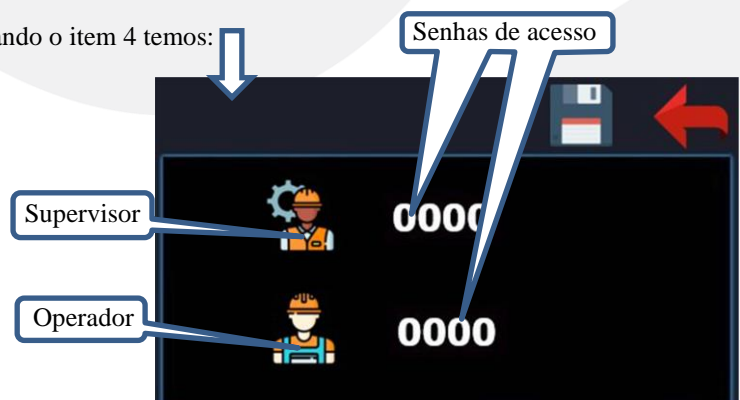 Senhas de acesso
ando o item 4 temos:
Supervisor
0000
Operador
0000